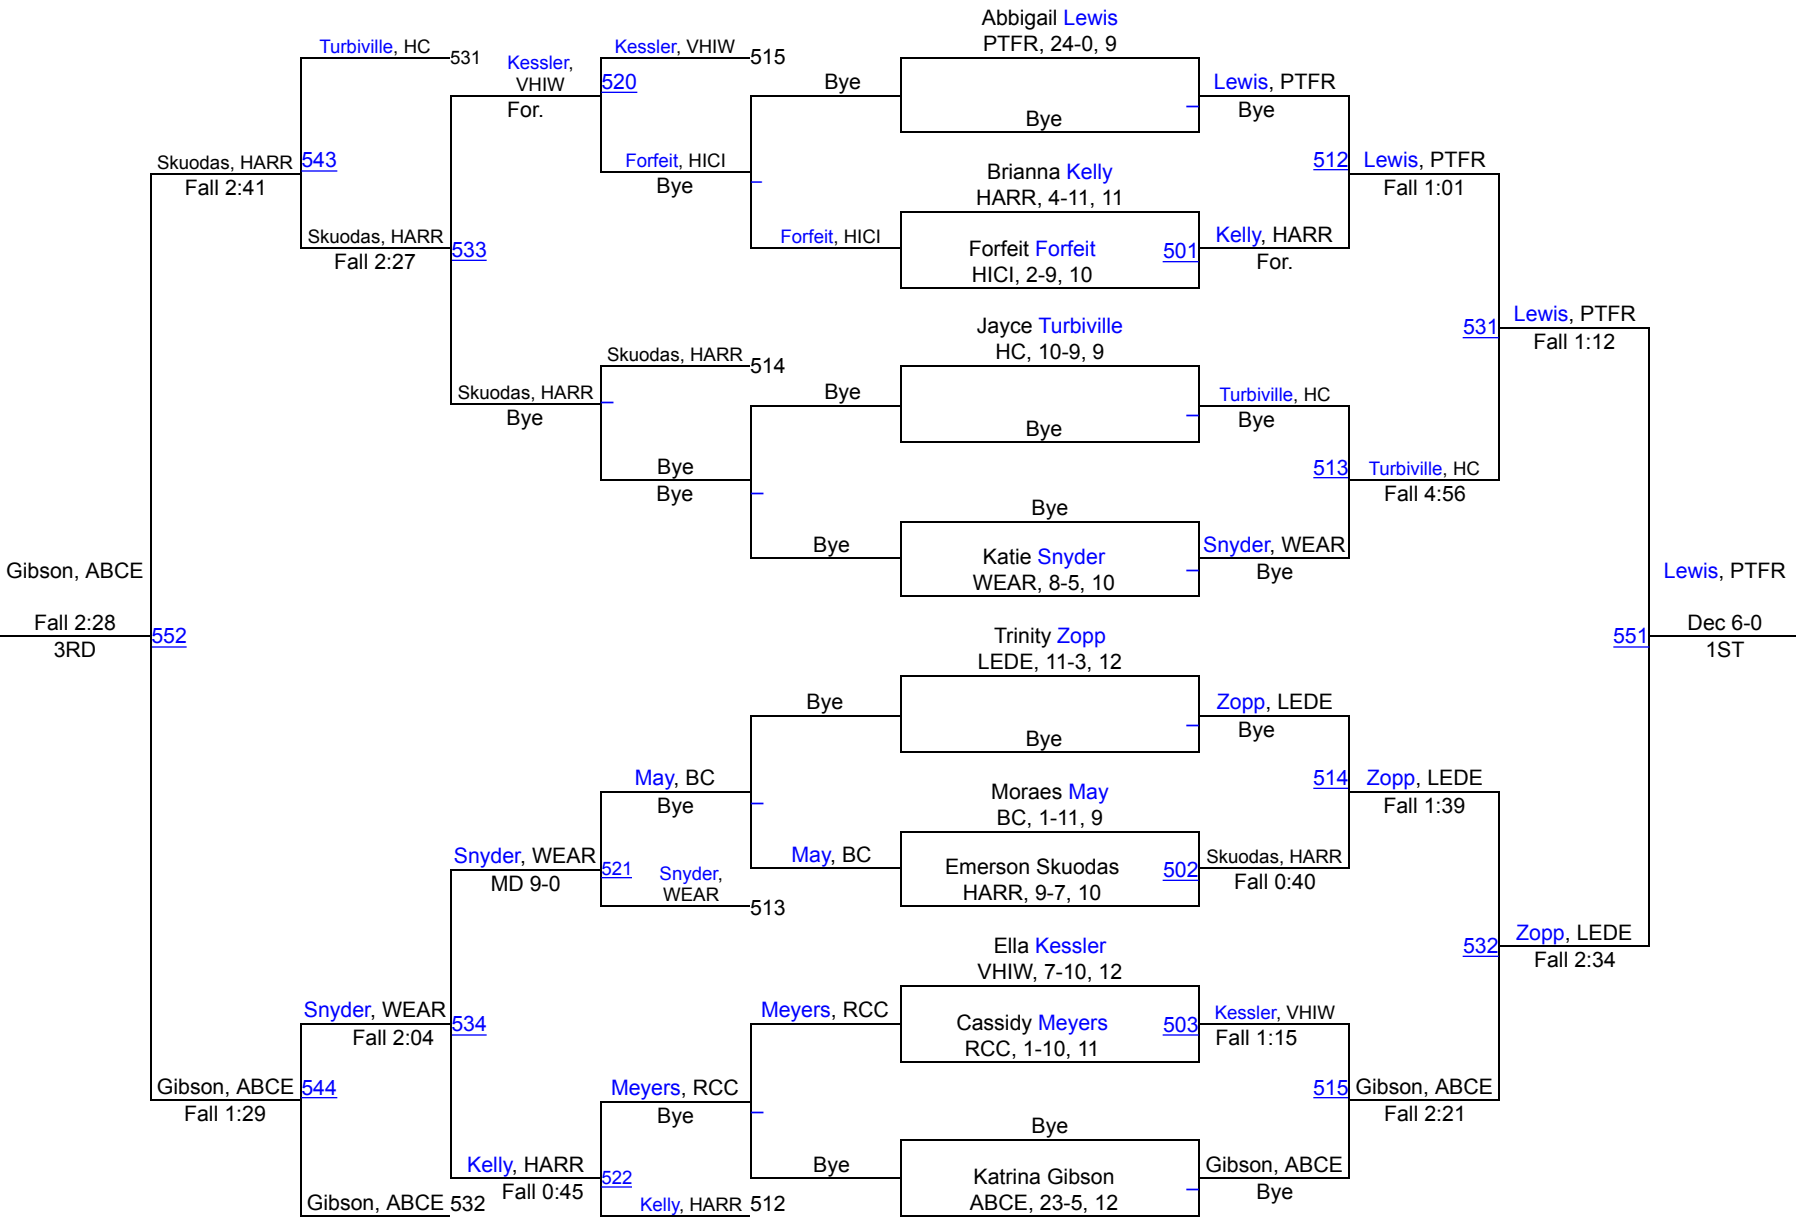 Abbigail Lewis
PTFR, 24-0, 9
Turbiville, HC
531
Kessler,
VHIW
For.
Kessler, VHIW
515
520
Bye
Bye
Lewis, PTFR
Bye
Skuodas, HARR
543
Fall 2:41
Forfeit, HICI
Bye
Brianna Kelly
HARR, 4-11, 11
512
Lewis, PTFR
Fall 1:01
Skuodas, HARR
533
Fall 2:27
Forfeit, HICI
Forfeit Forfeit
HICI, 2-9, 10
501
Kelly, HARR
For.
Jayce Turbiville
HC, 10-9, 9
531
Lewis, PTFR
Fall 1:12
Skuodas, HARR
514
Skuodas, HARR
Bye
Bye
Bye
Turbiville, HC
Bye
Bye
Bye
513
Turbiville, HC
Fall 4:56
Bye
Bye
Katie Snyder
WEAR, 8-5, 10
Snyder, WEAR
Bye
Gibson, ABCE
Fall 2:28
3RD
552
Lewis, PTFR
551
Dec 6-0
1ST
Trinity Zopp
LEDE, 11-3, 12
Bye
Bye
Zopp, LEDE
Bye
May, BC
Bye
Moraes May
BC, 1-11, 9
514
Zopp, LEDE
Fall 1:39
Snyder, WEAR
MD 9-0
521
Snyder,
WEAR
513
May, BC
Emerson Skuodas
HARR, 9-7, 10
502
Skuodas, HARR
Fall 0:40
Ella Kessler
VHIW, 7-10, 12
532
Zopp, LEDE
Fall 2:34
Snyder, WEAR
534
Fall 2:04
Meyers, RCC
Cassidy Meyers
RCC, 1-10, 11
503
Kessler, VHIW
Fall 1:15
Gibson, ABCE
544
Fall 1:29
Meyers, RCC
Bye
515
Gibson, ABCE
Fall 2:21
Bye
Kelly, HARR
Fall 0:45
522
Bye
Katrina Gibson
ABCE, 23-5, 12
Gibson, ABCE
Bye
Gibson, ABCE
532
Kelly, HARR
512